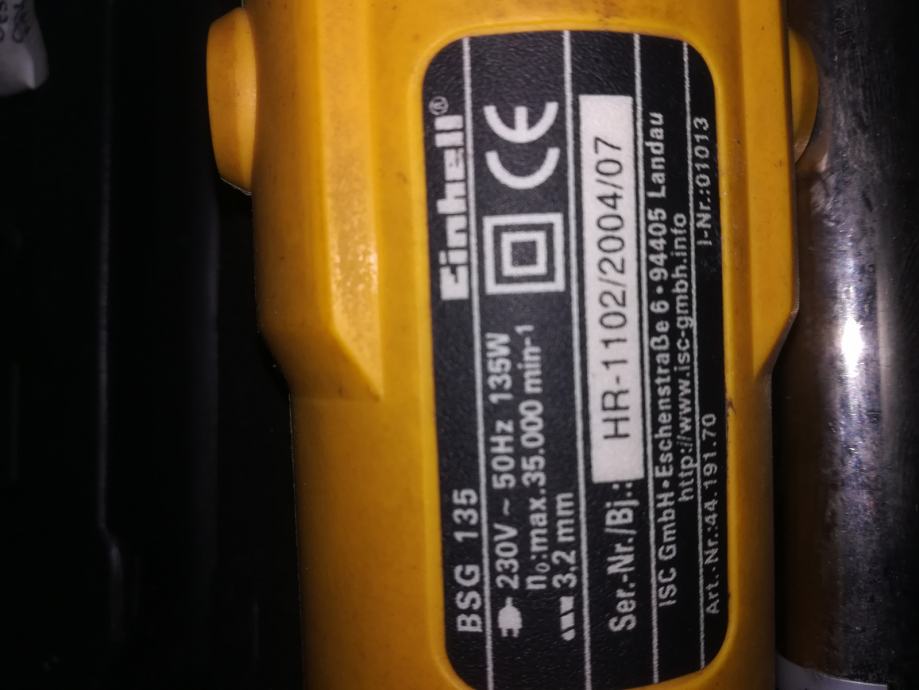 BSG 135 Einhell®
230V ~ 50Hz 135W CE
n₀:max.35.000 min⁻¹
3,2 mm
Ser.-Nr./Bj.: HR-1102/2004/07
ISC GmbH•Eschenstraße 6•94405 Landau
http://www.isc-gmbh.info
Art.-Nr.:44.191.70 I-Nr.:01013